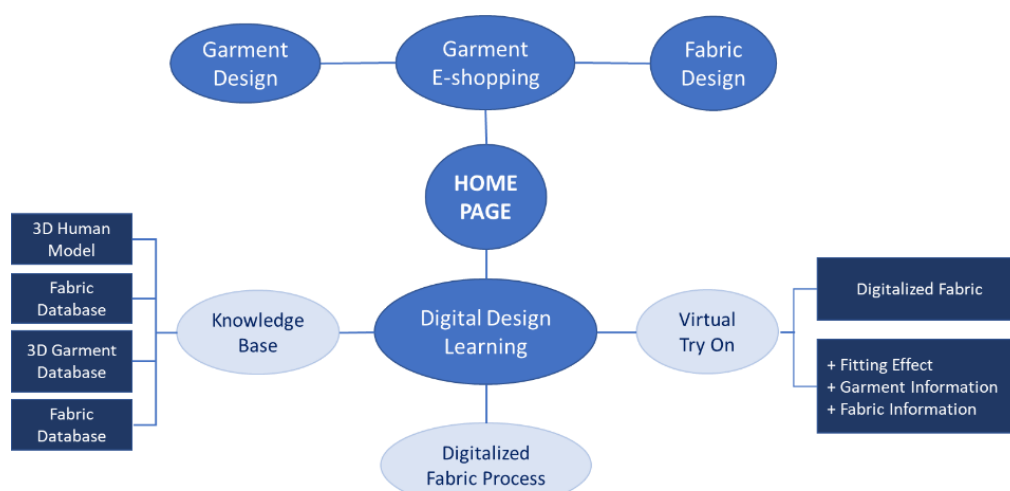 Garment
Design
Garment
E-shopping
Fabric
Design
HOME
PAGE
3D Human
Model
Fabric
Database
3D Garment
Database
Fabric
Database
Knowledge
Base
Digital Design
Learning
Virtual
Try On
Digitalized Fabric
+ Fitting Effect
+ Garment Information
+ Fabric Information
Digitalized
Fabric Process